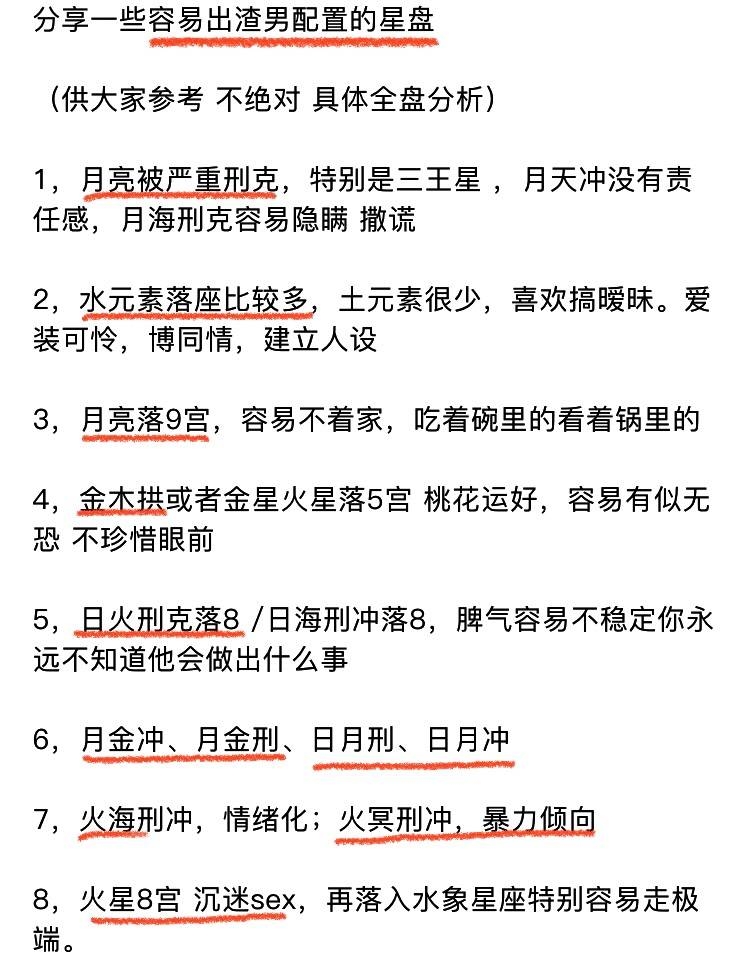 分享一些容易出渣男配置的星盘
（供大家参考 不绝对 具体全盘分析）
1，月亮被严重刑克，特别是三王星 ，月天冲没有责
任感，月海刑克容易隐瞒 撒谎
2，水元素落座比较多，土元素很少，喜欢搞暧昧。爱
装可怜，博同情，建立人设
3，月亮落9宫，容易不着家，吃着碗里的看着锅里的
4，金木拱或者金星火星落5宫 桃花运好，容易有似无
恐 不珍惜眼前
5，日火刑克落8 /日海刑冲落8，脾气容易不稳定你永
远不知道他会做出什么事
6，月金冲、月金刑、日月刑、日月冲
7，火海刑冲，情绪化；火冥刑冲，暴力倾向
8，火星8宫 沉迷sex，再落入水象星座特别容易走极
端。